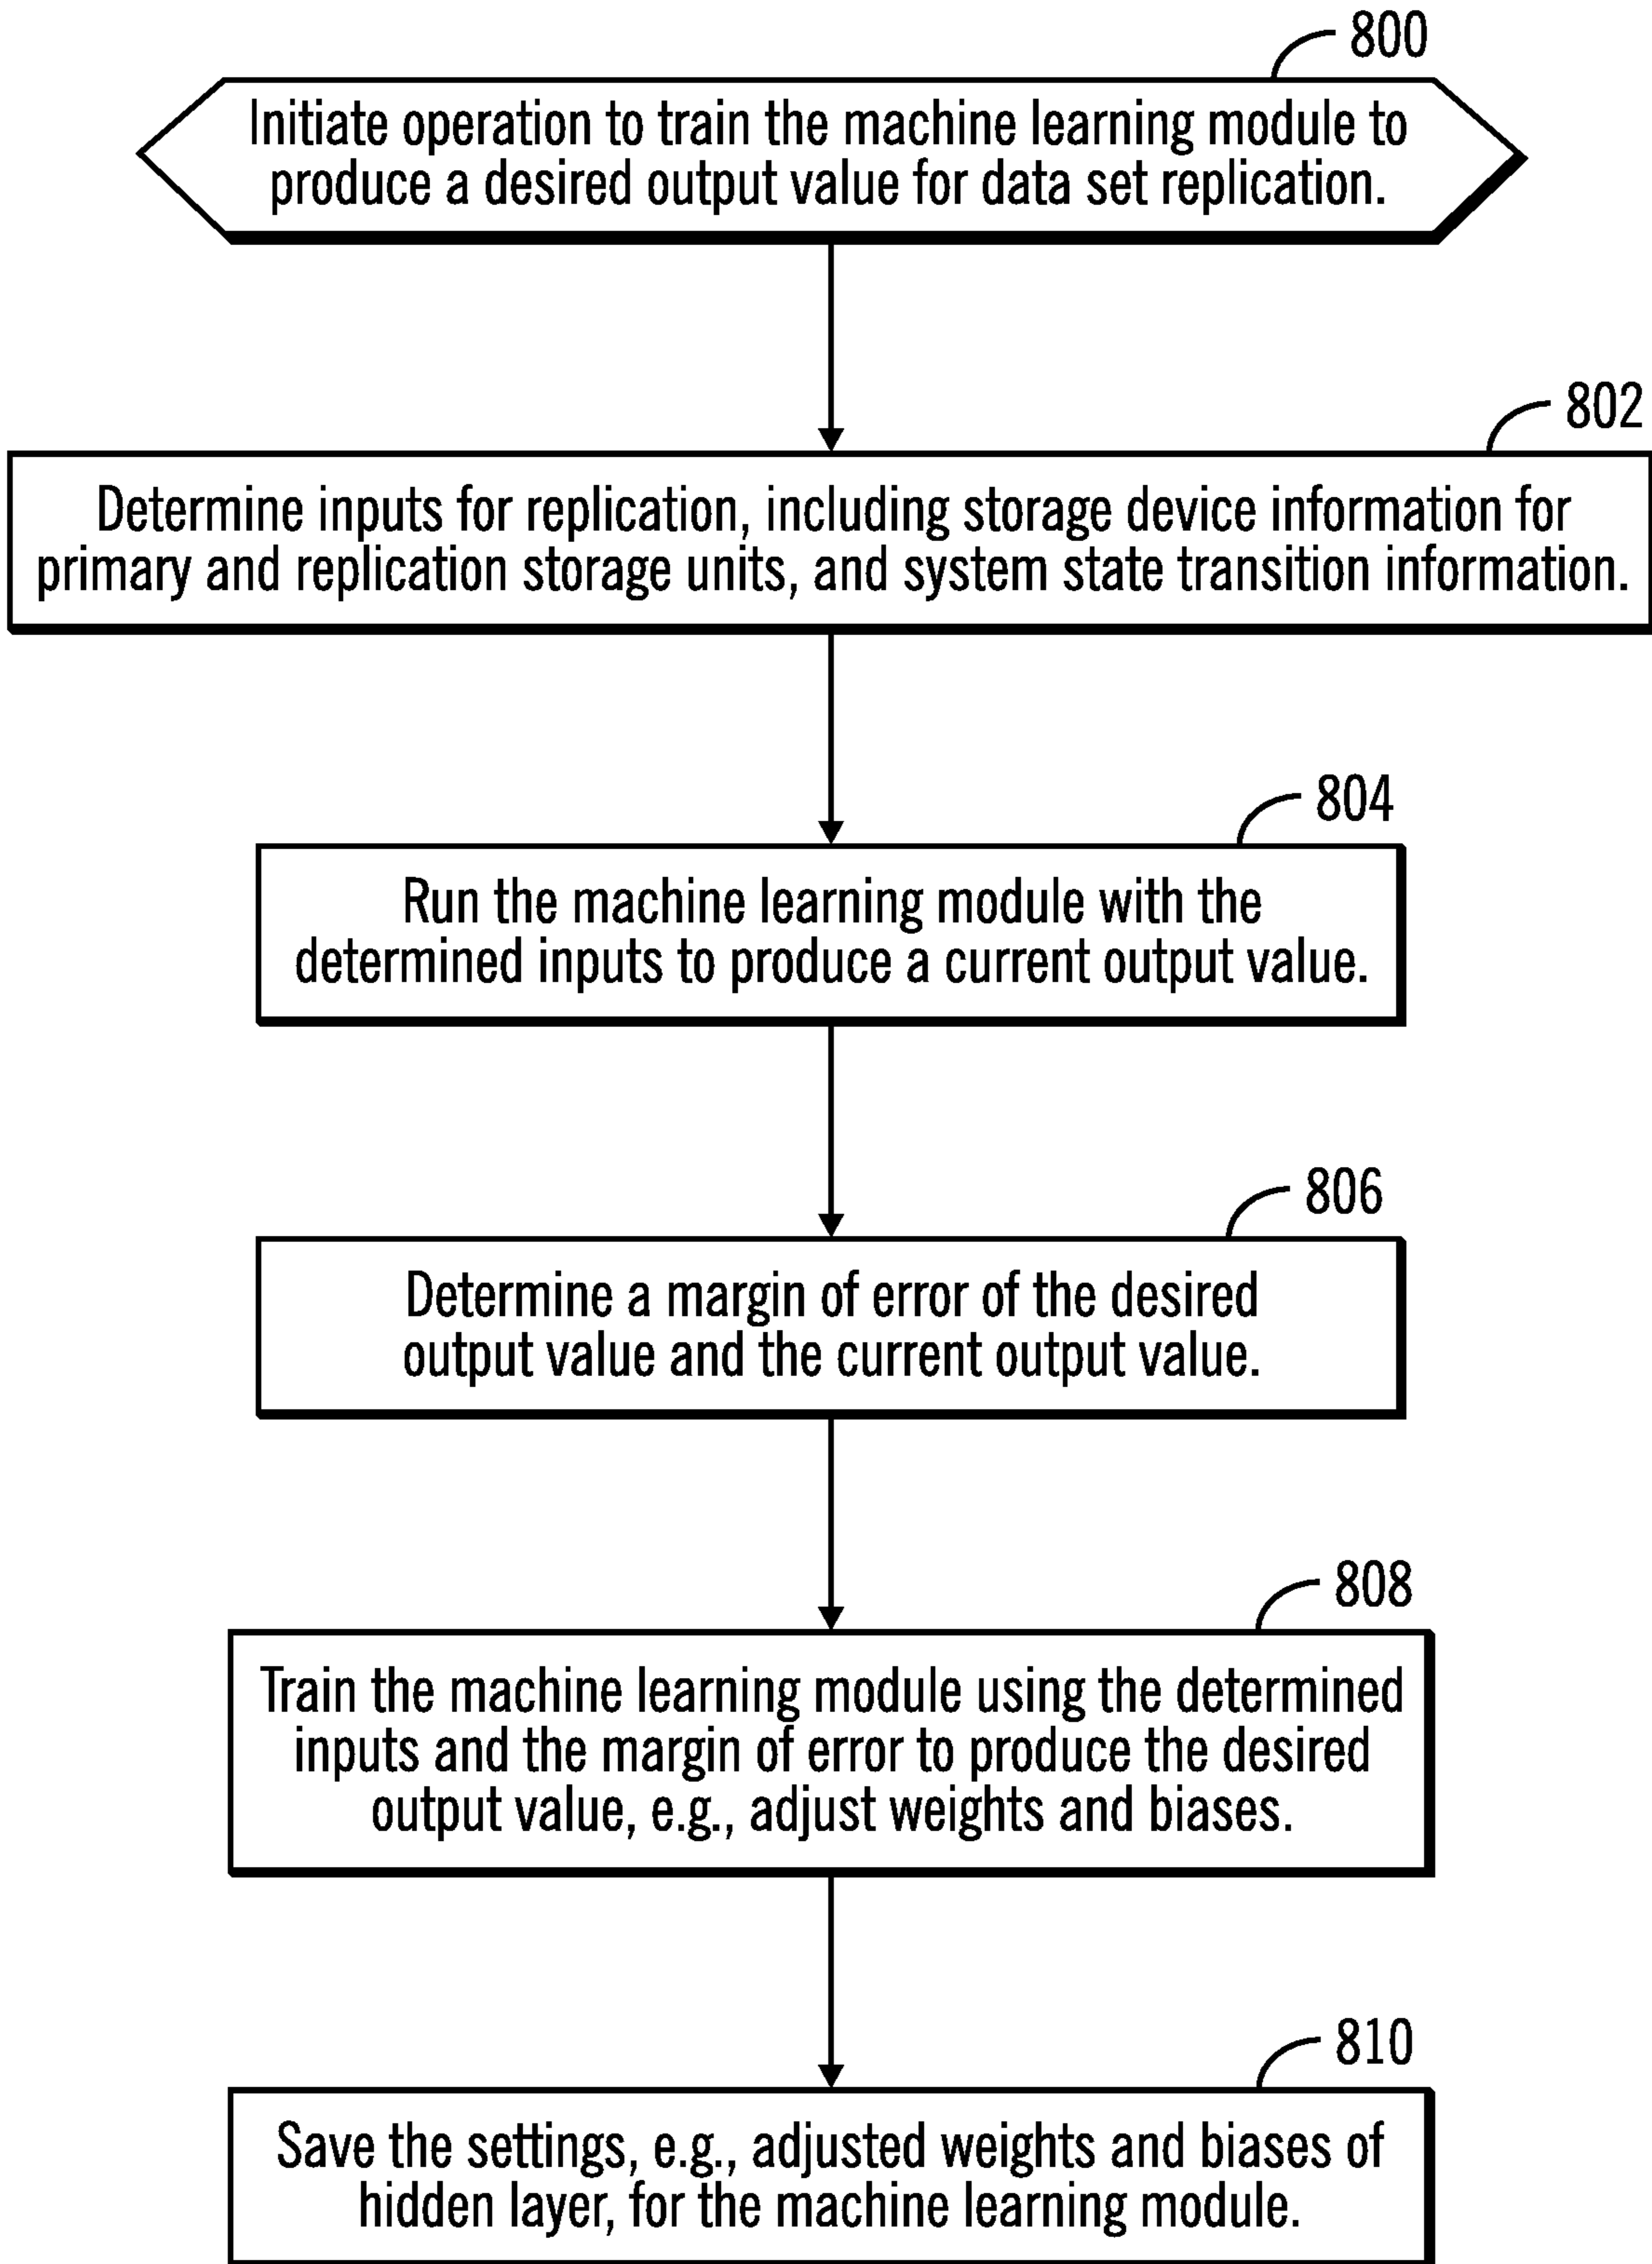 800
Initiate operation to train the machine learning module to
produce a desired output value for data set replication.
802
Determine inputs for replication, including storage device information for
primary and replication storage units, and system state transition information.
804
Run the machine learning module with the
determined inputs to produce a current output value.
806
Determine a margin of error of the desired
output value and the current output value.
808
Train the machine learning module using the determined
inputs and the margin of error to produce the desired
output value, e.g., adjust weights and biases.
810
Save the settings, e.g., adjusted weights and biases of
hidden layer, for the machine learning module.